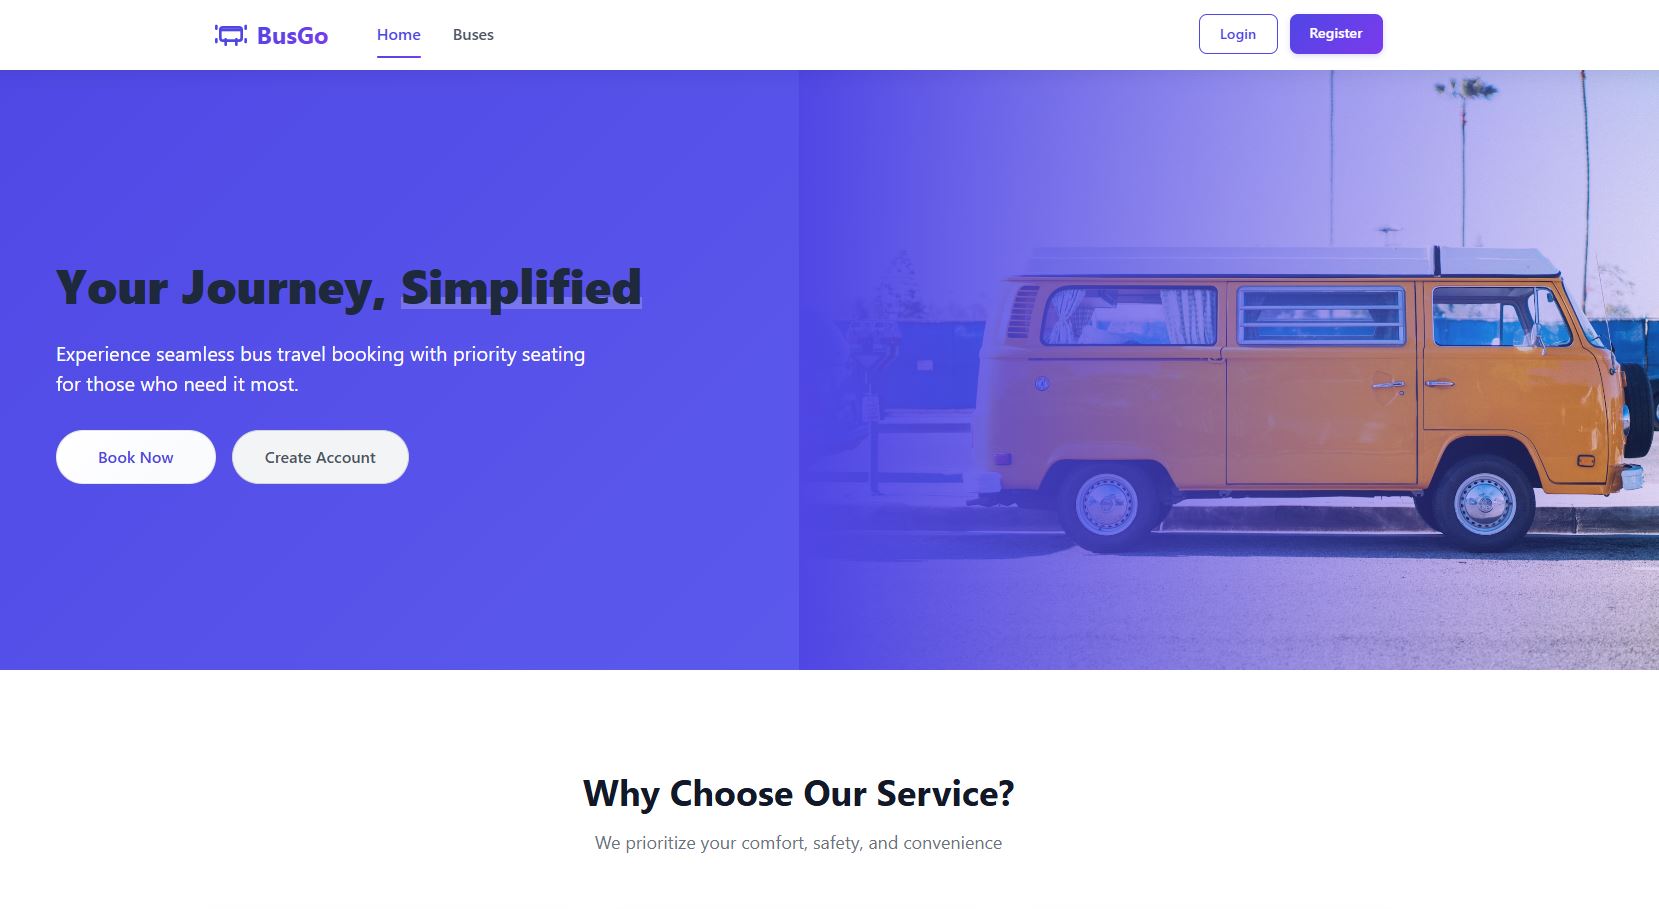 BusGo
Home
Buses
Login
Register
Your Journey, Simplified
Experience seamless bus travel booking with priority seating
for those who need it most.
Book Now
Create Account
Why Choose Our Service?
We prioritize your comfort, safety, and convenience